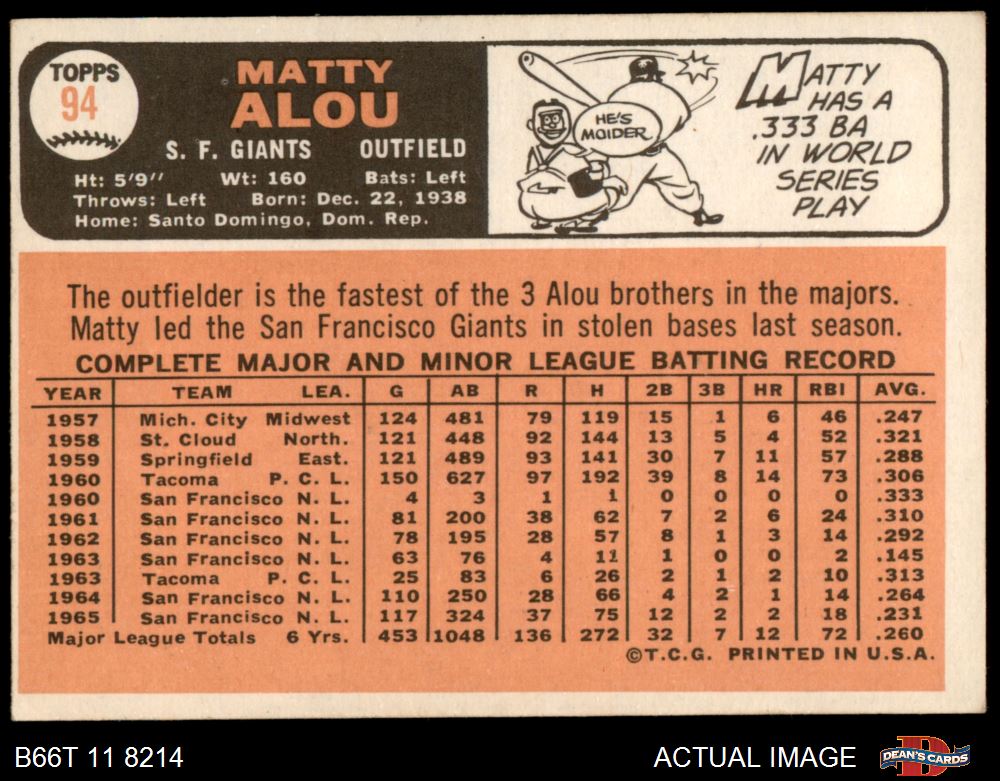 TOPPS
94
MATTY
ALOU
S. F. GIANTS OUTFIELD
Ht: 5'9" Wt: 160 Bats: Left
Throws: Left Born: Dec. 22, 1938
Home: Santo Domingo, Dom. Rep.
HE'S
MOIDER
MATTY
HAS A
.333 BA
IN WORLD
SERIES
PLAY
The outfielder is the fastest of the 3 Alou brothers in the majors.
Matty led the San Francisco Giants in stolen bases last season.
COMPLETE MAJOR AND MINOR LEAGUE BATTING RECORD
YEAR TEAM LEA. G AB R H 2B 3B HR RBI AVG.
1957 Mich. City Midwest 124 481 79 119 15 1 6 46 .247
1958 St. Cloud North. 121 448 92 144 13 5 4 52 .321
1959 Springfield East. 121 489 93 141 30 7 11 57 .288
1960 Tacoma P. C. L. 150 627 97 192 39 8 14 73 .306
1960 San Francisco N. L. 4 3 1 1 0 0 0 0 .333
1961 San Francisco N. L. 81 200 38 62 7 2 6 24 .310
1962 San Francisco N. L. 78 195 28 57 8 1 3 14 .292
1963 San Francisco N. L. 63 76 4 11 1 0 0 2 .145
1963 Tacoma P. C. L. 25 83 6 26 2 1 2 10 .313
1964 San Francisco N. L. 110 250 28 66 4 2 1 14 .264
1965 San Francisco N. L. 117 324 37 75 12 2 2 18 .231
Major League Totals 6 Yrs. 453 1048 136 272 32 7 12 72 .260
©T.C.G. PRINTED IN U.S.A.
B66T 11 8214
ACTUAL IMAGE
DEAN'S CARDS